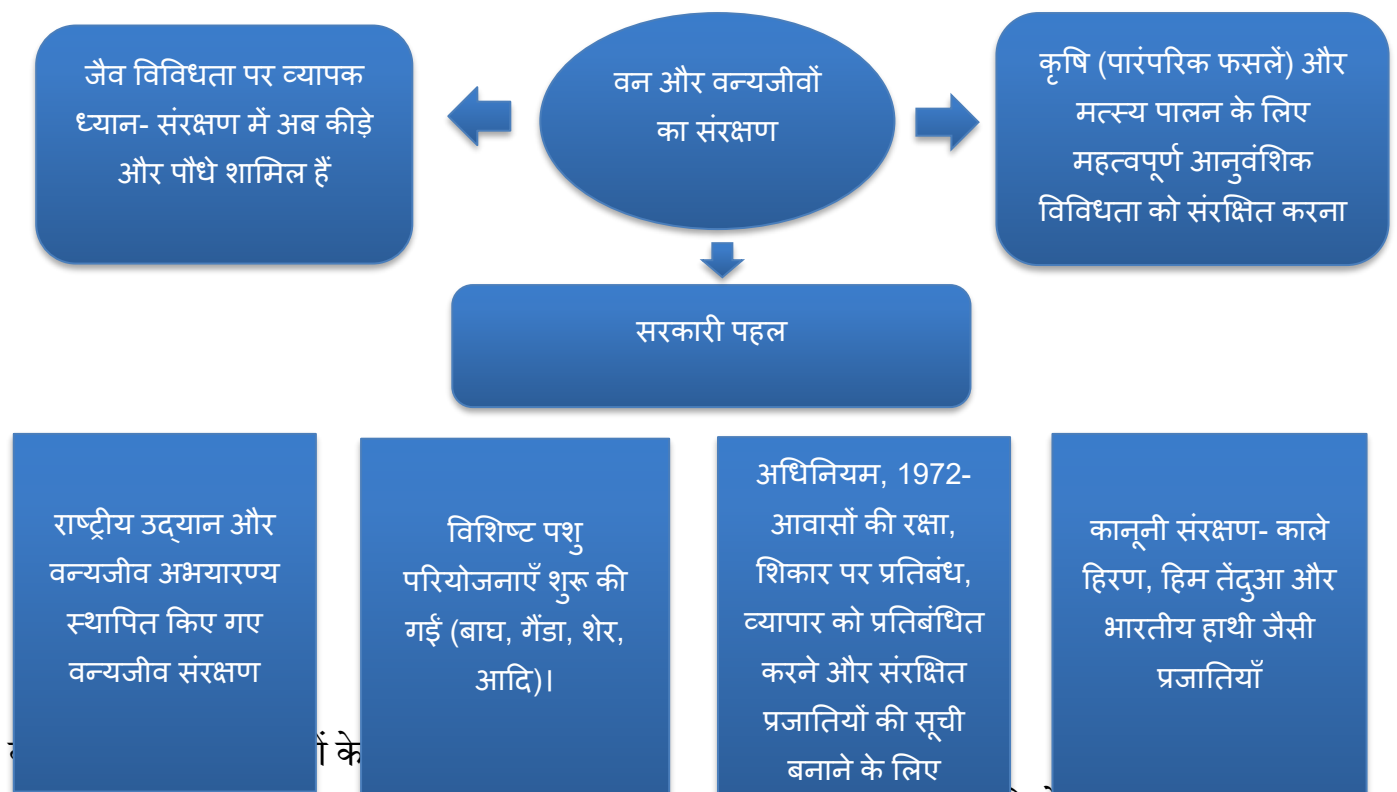 जैव विविधता पर व्यापक
ध्यान- संरक्षण में अब कीड़े
और पौधे शामिल हैं
वन और वन्यजीवों
का संरक्षण
कृषि (पारंपरिक फसलें) और
मत्स्य पालन के लिए
महत्वपूर्ण आनुवंशिक
विविधता को संरक्षित करना
सरकारी पहल
राष्ट्रीय उद्यान और
वन्यजीव अभयारण्य
स्थापित किए गए
वन्यजीव संरक्षण
विशिष्ट पशु
परियोजनाएँ शुरू की
गईं (बाघ, गैंडा, शेर,
आदि)।
अधिनियम, 1972-
आवासों की रक्षा,
शिकार पर प्रतिबंध,
व्यापार को प्रतिबंधित
करने और संरक्षित
प्रजातियों की सूची
बनाने के लिए
कानूनी संरक्षण- काले
हिरण, हिम तेंदुआ और
भारतीय हाथी जैसी
प्रजातियाँ
के